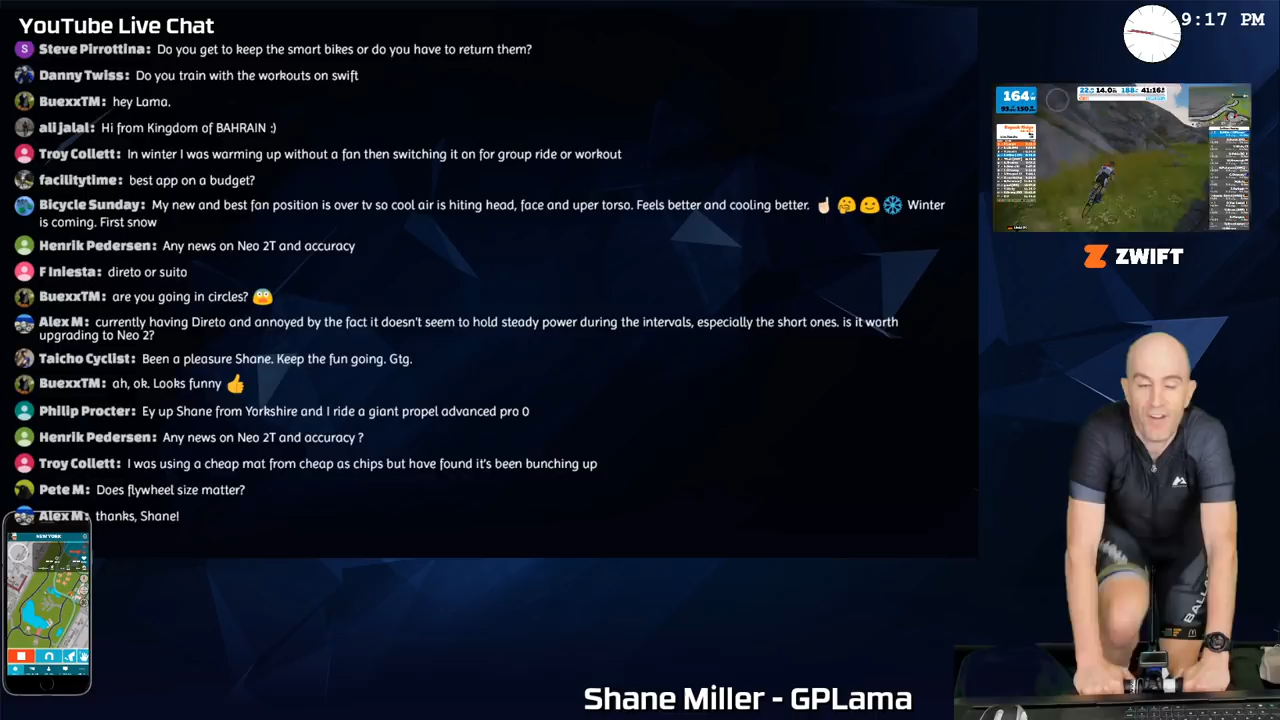 YouTube Live Chat
Steve Pirrottina: Do you get to keep the smart bikes or do you have to return them?
Danny Twiss: Do you train with the workouts on swift
BuexxTM: hey Lama.
ali jalal: Hi from Kingdom of BAHRAIN :)
Troy Collett: In winter I was warming up without a fan then switching it on for group ride or workout
facilitytime: best app on a budget?
Bicycle Sunday: My new and best fan position is over tv so cool air is hiting head, face and uper torso. Feels better and cooling better. ☝🏻 🤔 😉 ❄️ Winter
is coming. First snow
Henrik Pedersen: Any news on Neo 2T and accuracy
F Iniesta: direto or suito
BuexxTM: are you going in circles? 😨
Alex M: currently having Direto and annoyed by the fact it doesn't seem to hold steady power during the intervals, especially the short ones. is it worth
upgrading to Neo 2?
Taicho Cyclist: Been a pleasure Shane. Keep the fun going. Gtg.
BuexxTM: ah, ok. Looks funny 👍
Philip Procter: Ey up Shane from Yorkshire and I ride a giant propel advanced pro 0
Henrik Pedersen: Any news on Neo 2T and accuracy ?
Troy Collett: I was using a cheap mat from cheap as chips but have found it's been bunching up
Pete M: Does flywheel size matter?
Alex M: thanks, Shane!
9:17 PM
164
14.0
188
41:16
ZWIFT
NEW YORK
Shane Miller - GPLama